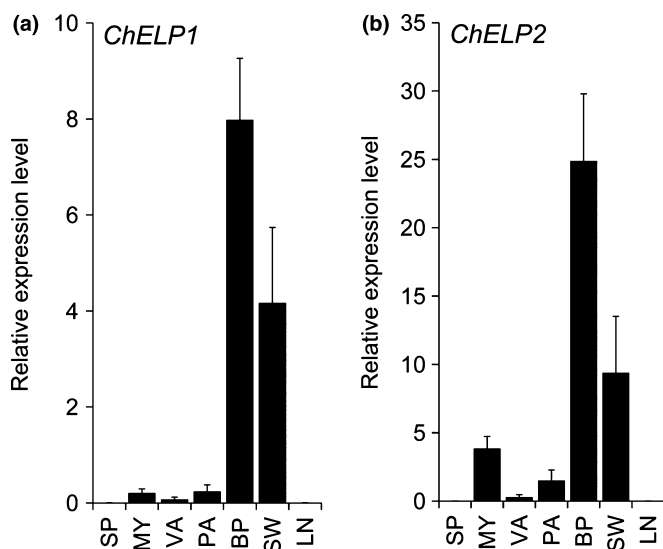 (a)
ChELP1
Relative expression level
10
8
6
4
2
0
SP
MY
VA
PA
BP
SW
LN
(b)
ChELP2
Relative expression level
35
30
25
20
15
10
5
0
SP
MY
VA
PA
BP
SW
LN